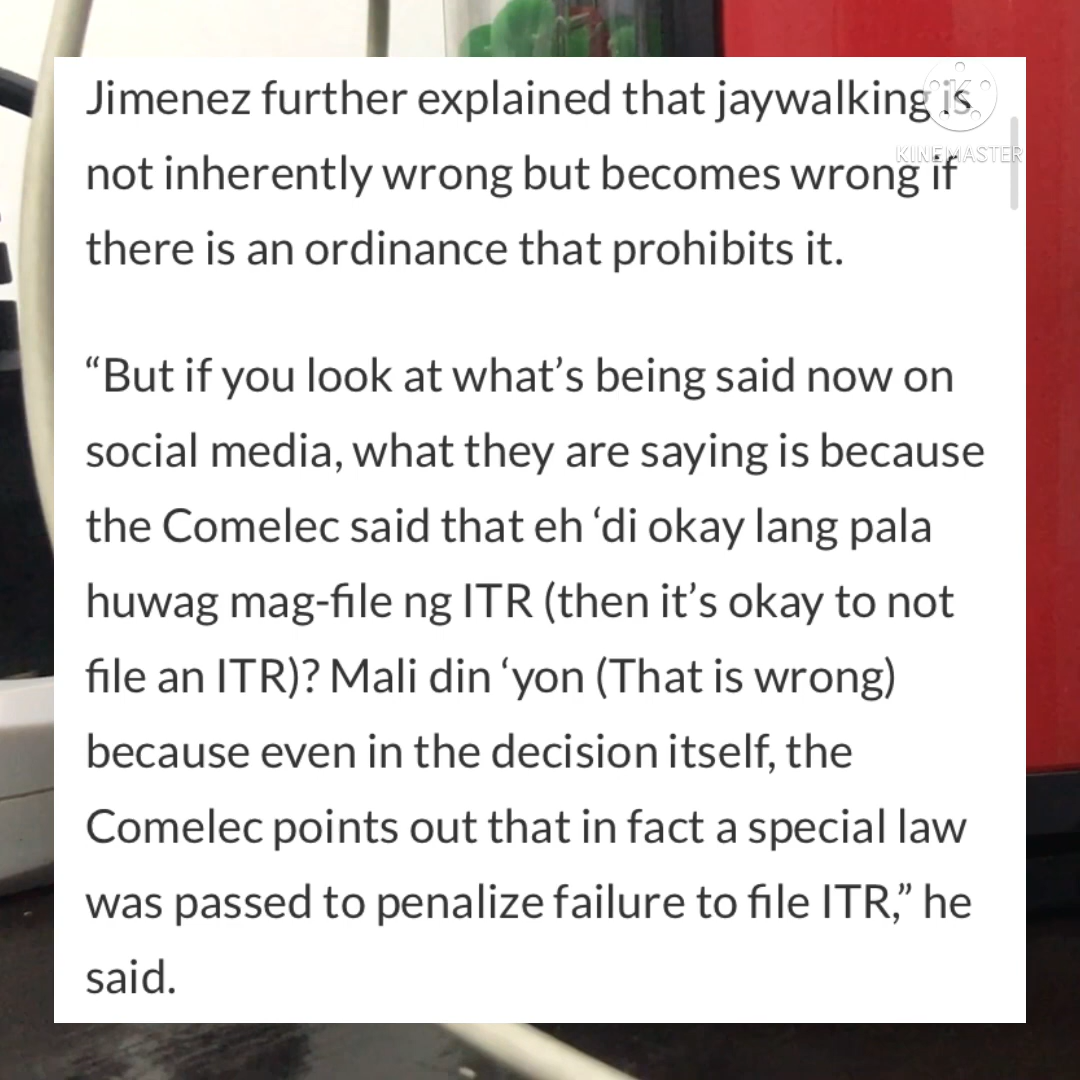 Jimenez further explained that jaywalking is
not inherently wrong but becomes wrong if
there is an ordinance that prohibits it.
“But if you look at what’s being said now on
social media, what they are saying is because
the Comelec said that eh ‘di okay lang pala
huwag mag-file ng ITR (then it’s okay to not
file an ITR)? Mali din ‘yon (That is wrong)
because even in the decision itself, the
Comelec points out that in fact a special law
was passed to penalize failure to file ITR,” he
said.
K
KINEMASTER